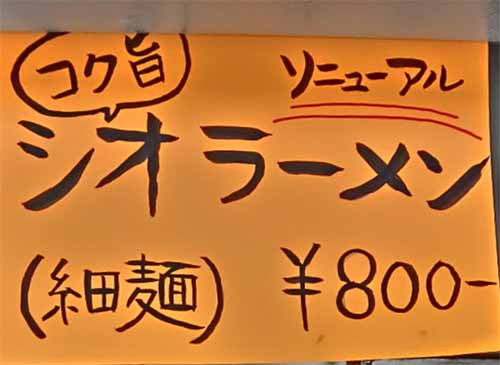 コク旨
ソニューアル
シオラーメン
(細麺)
¥800-